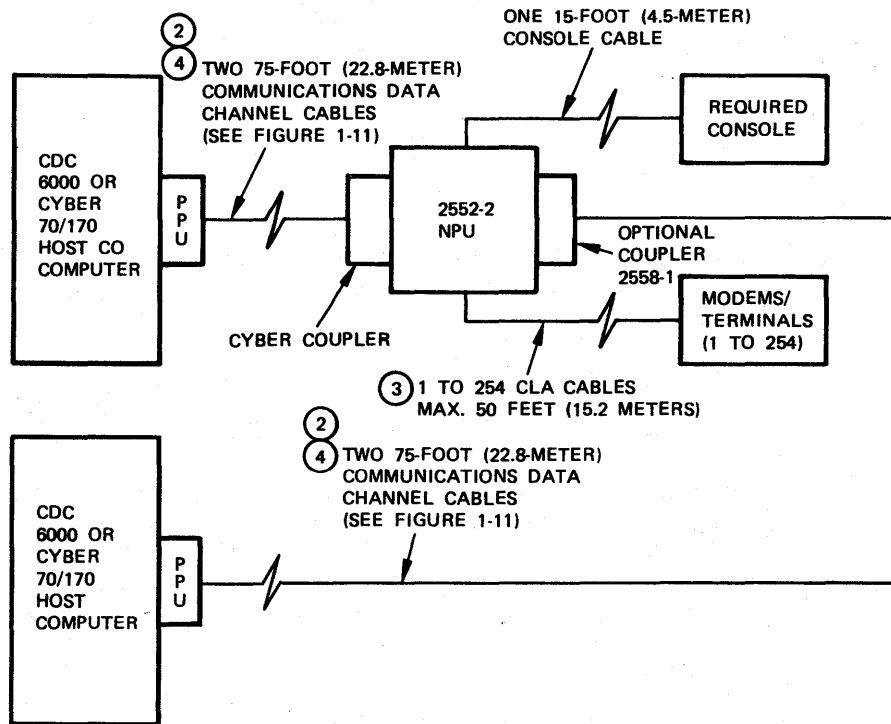 ONE 15-FOOT (4.5-METER)
CONSOLE CABLE
2
4
TWO 75-FOOT (22.8-METER)
COMMUNICATIONS DATA
CHANNEL CABLES
(SEE FIGURE 1-11)
REQUIRED
CONSOLE
CDC
6000 OR
CYBER
70/170
HOST CO
COMPUTER
P
P
U
2552-2
NPU
OPTIONAL
COUPLER
2558-1
MODEMS/
TERMINALS
(1 TO 254)
CYBER COUPLER
3
1 TO 254 CLA CABLES
MAX. 50 FEET (15.2 METERS)
2
4
TWO 75-FOOT (22.8-METER)
COMMUNICATIONS DATA
CHANNEL CABLES
(SEE FIGURE 1-11)
CDC
6000 OR
CYBER
70/170
HOST
COMPUTER
P
P
U